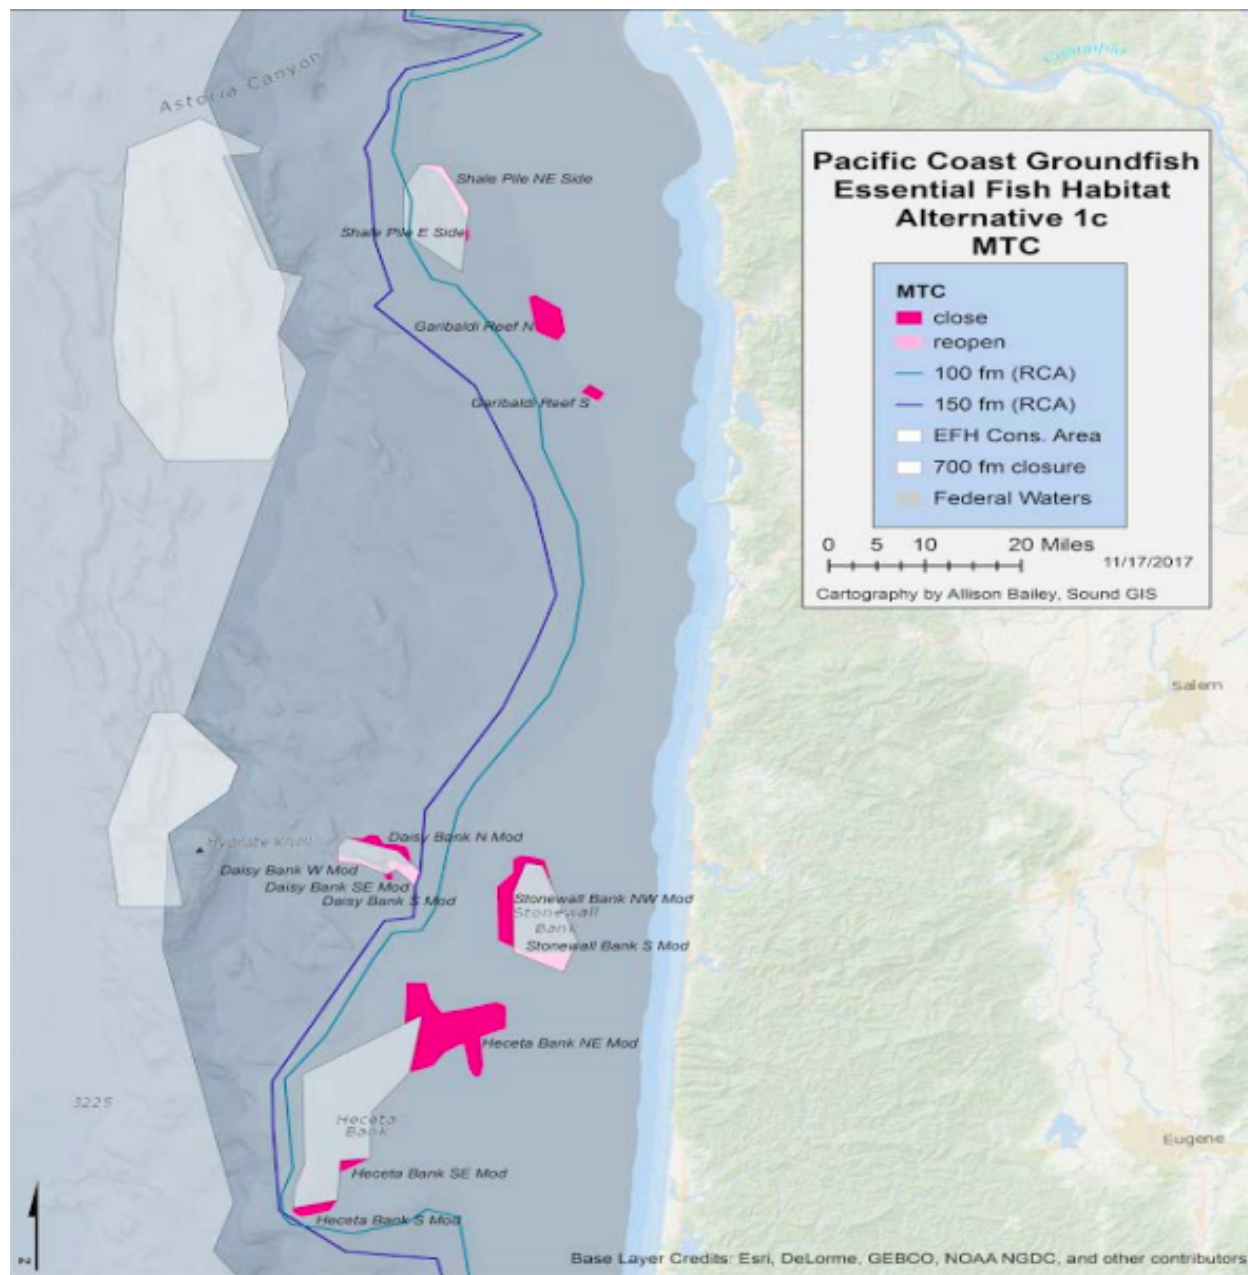 Astoria Canyon
Columbia
Shale Pile NE Side
Shale Pile E Side
Garibaldi Reef N
Garibaldi Reef S
Pacific Coast Groundfish
Essential Fish Habitat
Alternative 1c
MTC
MTC
close
reopen
100 fm (RCA)
150 fm (RCA)
EFH Cons. Area
700 fm closure
Federal Waters
0 5 10 20 Miles
11/17/2017
Cartography by Allison Bailey, Sound GIS
Salem
Hydrate Knoll
Daisy Bank N Mod
Daisy Bank W Mod
Daisy Bank SE Mod
Daisy Bank S Mod
Stonewall Bank NW Mod
Stonewall
Bank
Stonewall Bank S Mod
Heceta Bank NE Mod
3225
Heceta
Bank
Eugene
Heceta Bank SE Mod
Heceta Bank S Mod
N
Base Layer Credits: Esri, DeLorme, GEBCO, NOAA NGDC, and other contributors